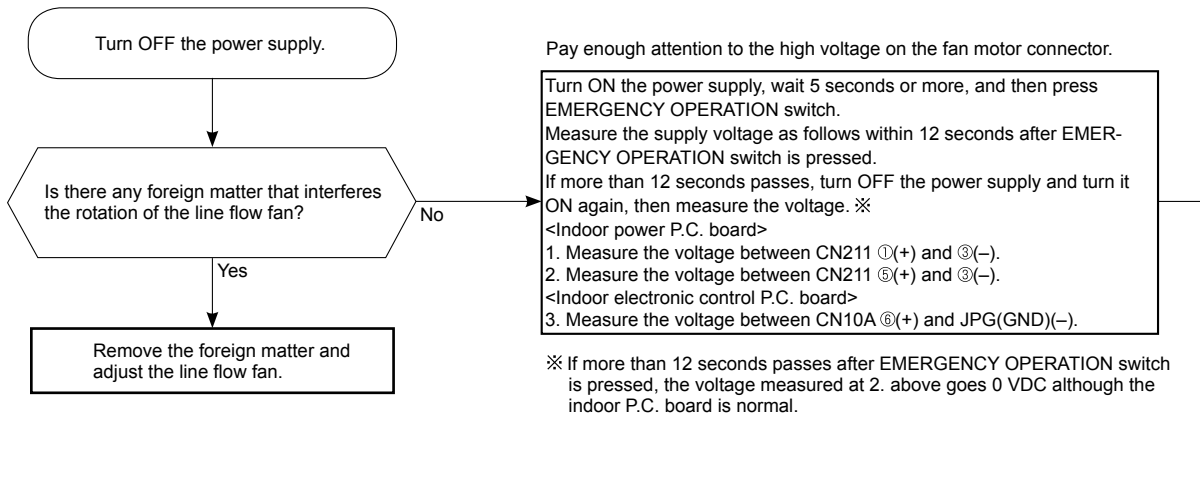 Turn OFF the power supply.
Is there any foreign matter that interferes
the rotation of the line flow fan?
No
Yes
Remove the foreign matter and
adjust the line flow fan.
Pay enough attention to the high voltage on the fan motor connector.
Turn ON the power supply, wait 5 seconds or more, and then press
EMERGENCY OPERATION switch.
Measure the supply voltage as follows within 12 seconds after EMER-
GENCY OPERATION switch is pressed.
If more than 12 seconds passes, turn OFF the power supply and turn it
ON again, then measure the voltage. ※
<Indoor power P.C. board>
1. Measure the voltage between CN211 ①(+) and ③(–).
2. Measure the voltage between CN211 ⑤(+) and ③(–).
<Indoor electronic control P.C. board>
3. Measure the voltage between CN10A ⑥(+) and JPG(GND)(–).
※ If more than 12 seconds passes after EMERGENCY OPERATION switch
is pressed, the voltage measured at 2. above goes 0 VDC although the
indoor P.C. board is normal.